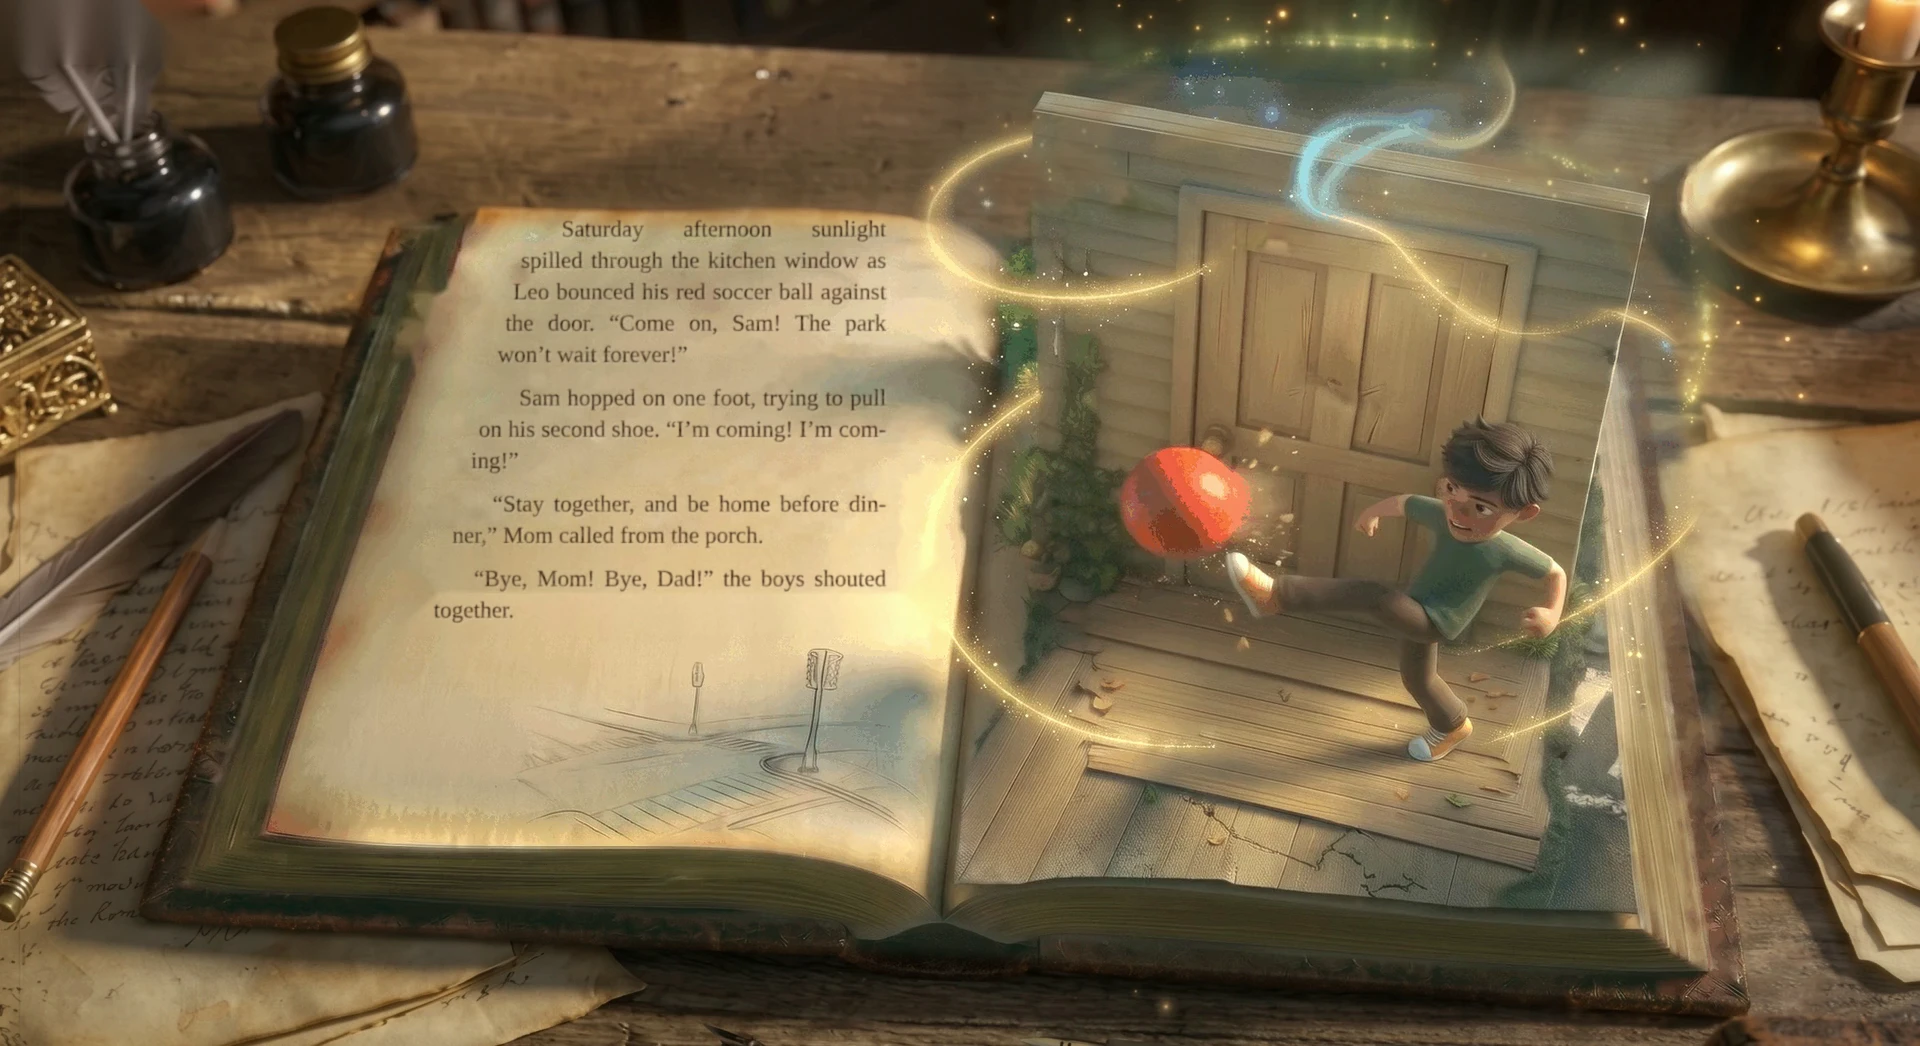 Saturday afternoon sunlight
spilled through the kitchen window as
Leo bounced his red soccer ball against
the door. “Come on, Sam! The park
won’t wait forever!”
Sam hopped on one foot, trying to pull
on his second shoe. “I’m coming! I’m com-
ing!”
“Stay together, and be home before din-
ner,” Mom called from the porch.
“Bye, Mom! Bye, Dad!” the boys shouted
together.